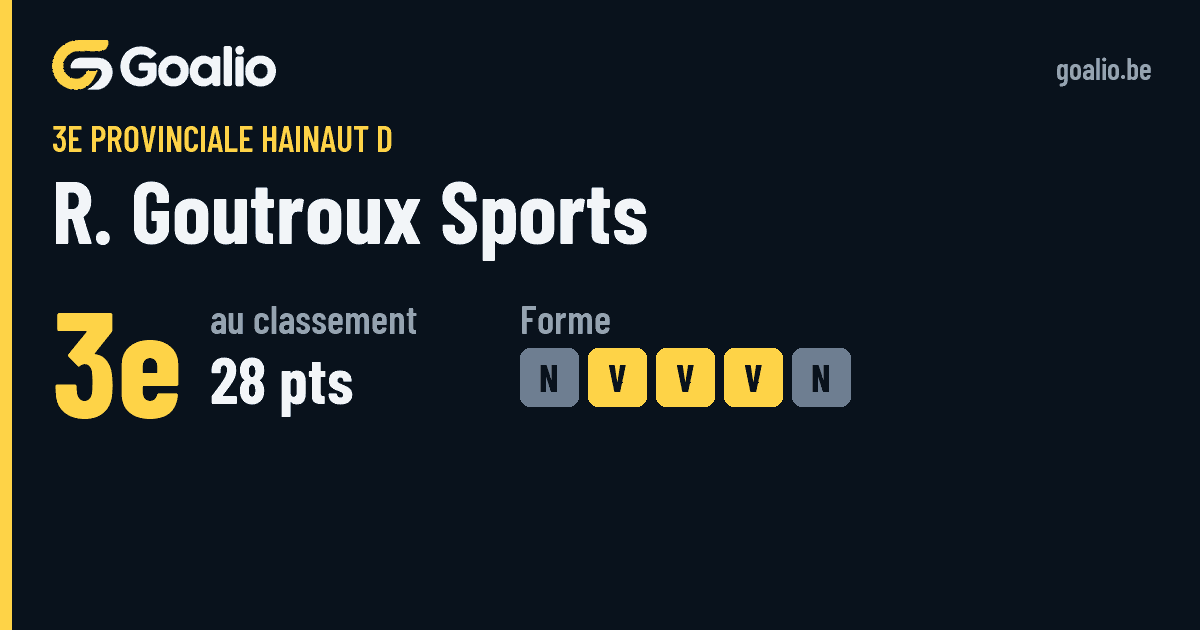 Goalio
goalio.be
3E PROVINCIALE HAINAUT D
R. Goutroux Sports
3e
au classement
28 pts
Forme
N V V V N